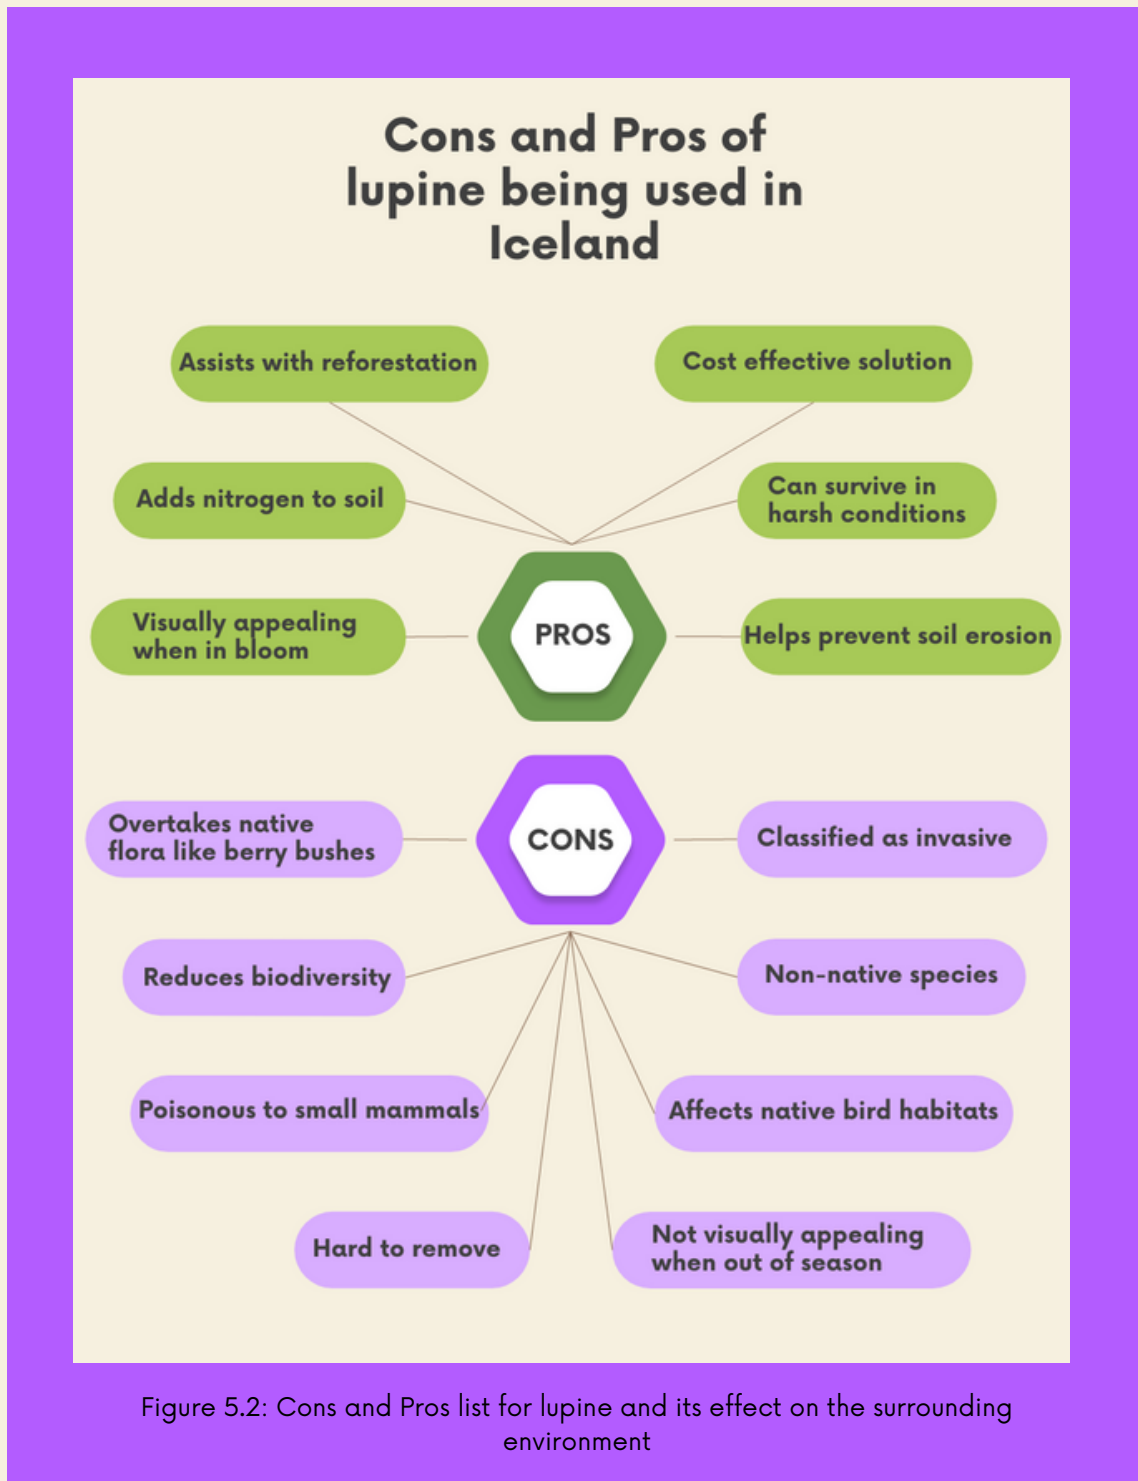 Cons and Pros of
lupine being used in
Iceland
Assists with reforestation
Cost effective solution
Adds nitrogen to soil
Can survive in
harsh conditions
Visually appealing
when in bloom
PROS
Helps prevent soil erosion
Overtakes native
flora like berry bushes
CONS
Classified as invasive
Reduces biodiversity
Non-native species
Poisonous to small mammals
Affects native bird habitats
Hard to remove
Not visually appealing
when out of season
Figure 5.2: Cons and Pros list for lupine and its effect on the surrounding
environment